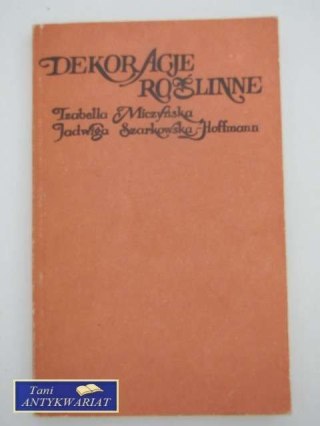 DEKORACJE
ROŚLINNE
Izabella Miczyńska
Jadwiga Szarkowska-Hoffmann
Tani
ANTYKWARIAT